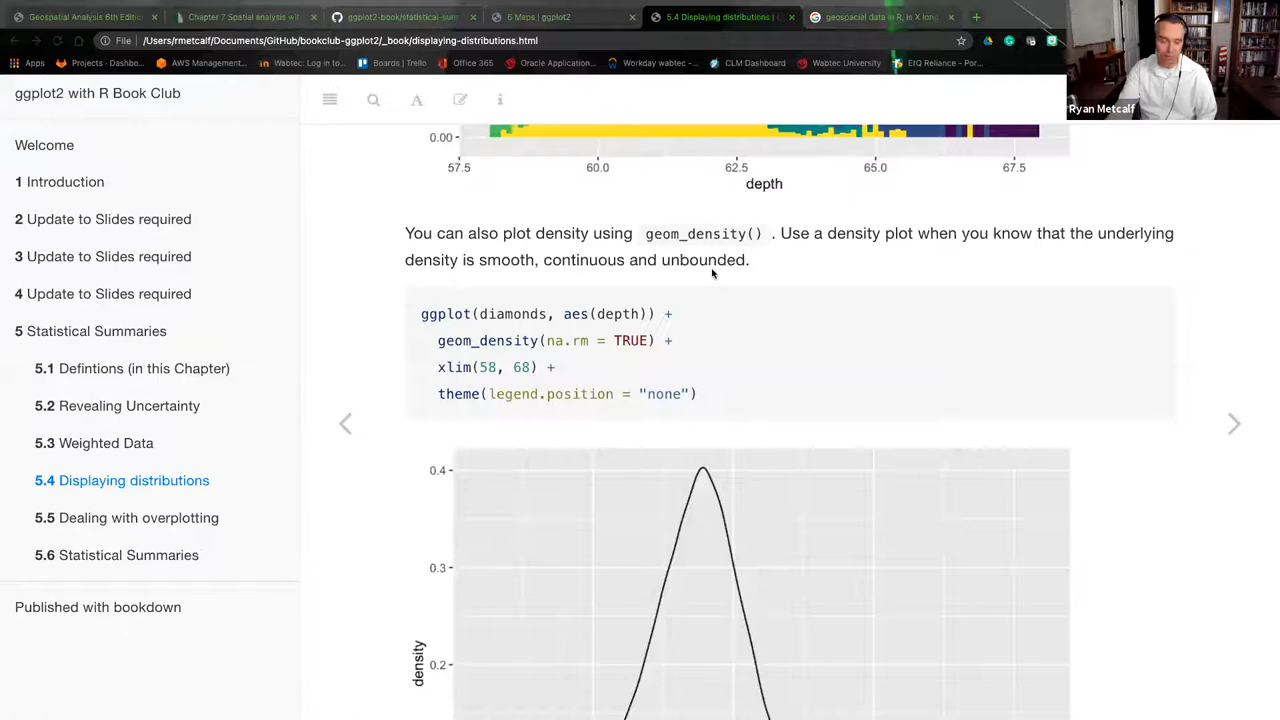 Geospatial Analysis 6th Edition
Chapter 7 Spatial analysis wit
ggplot2-book/statistical-sum
6 Maps | ggplot2
5.4 Displaying distributions |
geospacial data in R, is X long
File | /Users/rmetcalf/Documents/GitHub/bookclub-ggplot2/_book/displaying-distributions.html
Apps
Projects · Dashbo...
AWS Management...
Wabtec: Log in to...
Boards | Trello
Office 365
Oracle Application...
Workday wabtec -...
CLM Dashboard
Wabtec University
EtQ Reliance - Por...
Ryan Metcalf
ggplot2 with R Book Club
Welcome
1 Introduction
2 Update to Slides required
3 Update to Slides required
4 Update to Slides required
5 Statistical Summaries
5.1 Defintions (in this Chapter)
5.2 Revealing Uncertainty
5.3 Weighted Data
5.4 Displaying distributions
5.5 Dealing with overplotting
5.6 Statistical Summaries
Published with bookdown
0.00
57.5 60.0 62.5 65.0 67.5
depth
You can also plot density using geom_density() . Use a density plot when you know that the underlying
density is smooth, continuous and unbounded.
ggplot(diamonds, aes(depth)) +
geom_density(na.rm = TRUE) +
xlim(58, 68) +
theme(legend.position = "none")
0.4
0.3
0.2
density